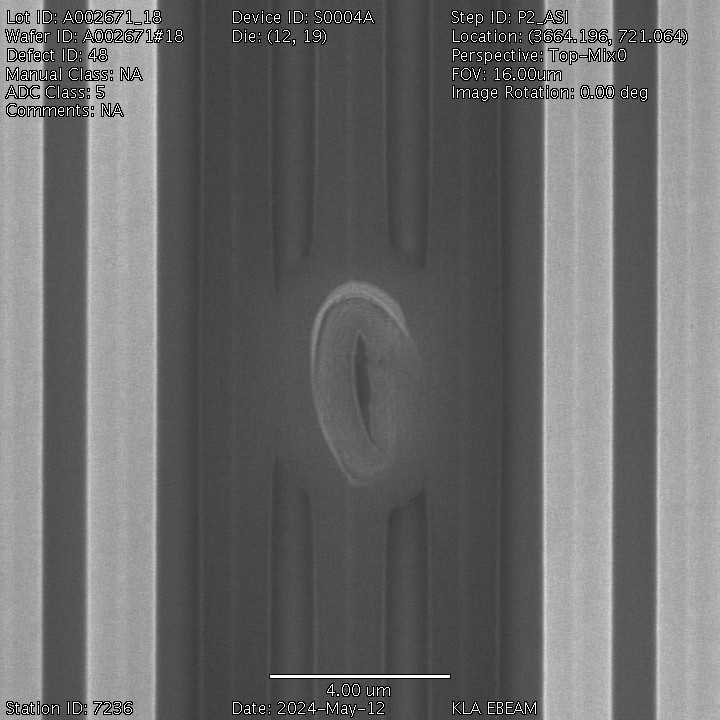 Lot ID: A002671_18
Device ID: S0004A
Step ID: P2_ASI
Wafer ID: A002671#18
Die: (12, 19)
Location: (3664.196, 721.064)
Defect ID: 48
Perspective: Top-Mix0
Manual Class: NA
FOV: 16.00um
ADC Class: 5
Image Rotation: 0.00 deg
Comments: NA
4.00 um
Station ID: 7236
Date: 2024-May-12
KLA EBEAM